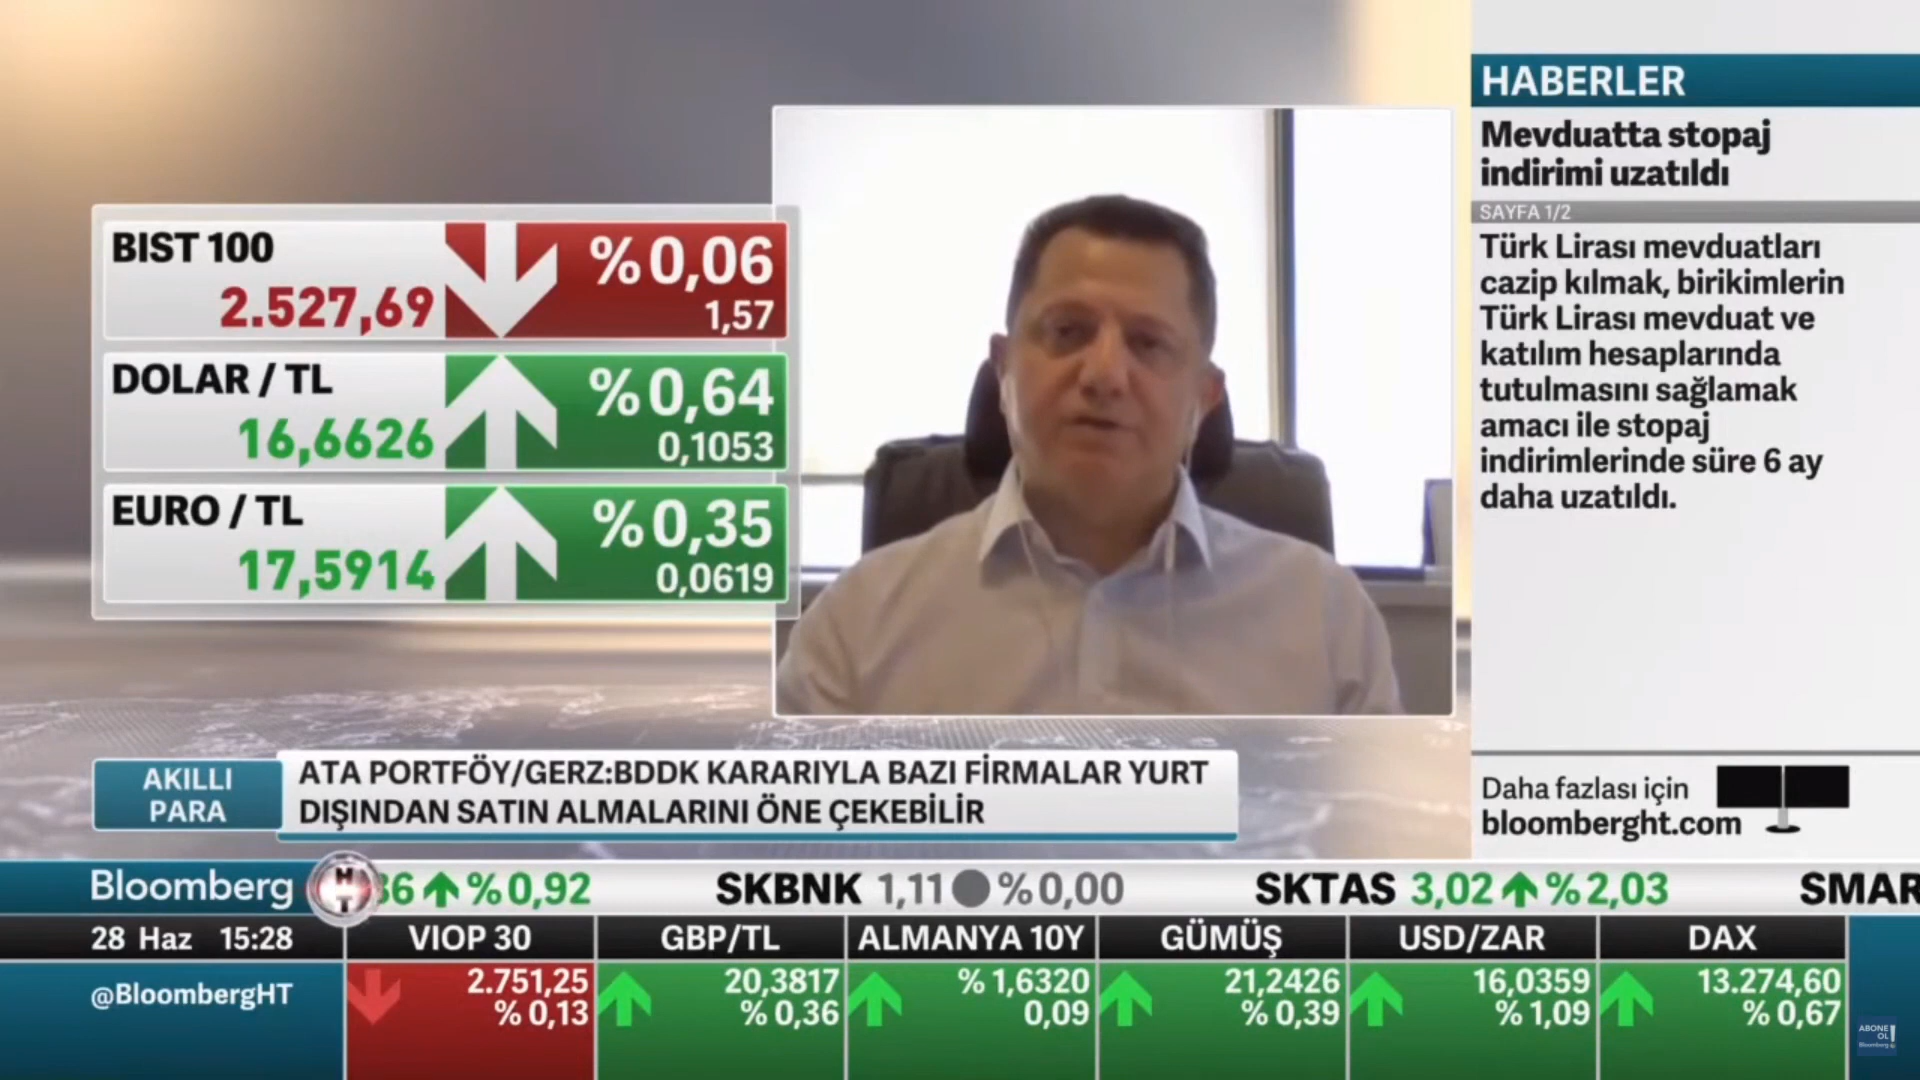 BIST 100
2.527,69
%0,06
1,57
DOLAR / TL
16,6626
%0,64
0,1053
EURO / TL
17,5914
%0,35
0,0619
HABERLER
Mevduatta stopaj
indirimi uzatıldı
SAYFA 1/2
Türk Lirası mevduatları
cazip kılmak, birikimlerin
Türk Lirası mevduat ve
katılım hesaplarında
tutulmasını sağlamak
amacı ile stopaj
indirimlerinde süre 6 ay
daha uzatıldı.
Daha fazlası için
bloomberght.com
AKILLI
PARA
ATA PORTFÖY/GERZ:BDDK KARARIYLA BAZI FİRMALAR YURT
DIŞINDAN SATIN ALMALARINI ÖNE ÇEKEBİLİR
Bloomberg HT
36 %0,92 SKBNK 1,11 %0,00 SKTAS 3,02 %2,03 SMAR
28 Haz 15:28
@BloombergHT
VIOP 30
2.751,25
%0,13
GBP/TL
20,3817
%0,36
ALMANYA 10Y
%1,6320
0,09
GÜMÜŞ
21,2426
%0,39
USD/ZAR
16,0359
%1,09
DAX
13.274,60
%0,67
ABONE
OL!
Bloomberg